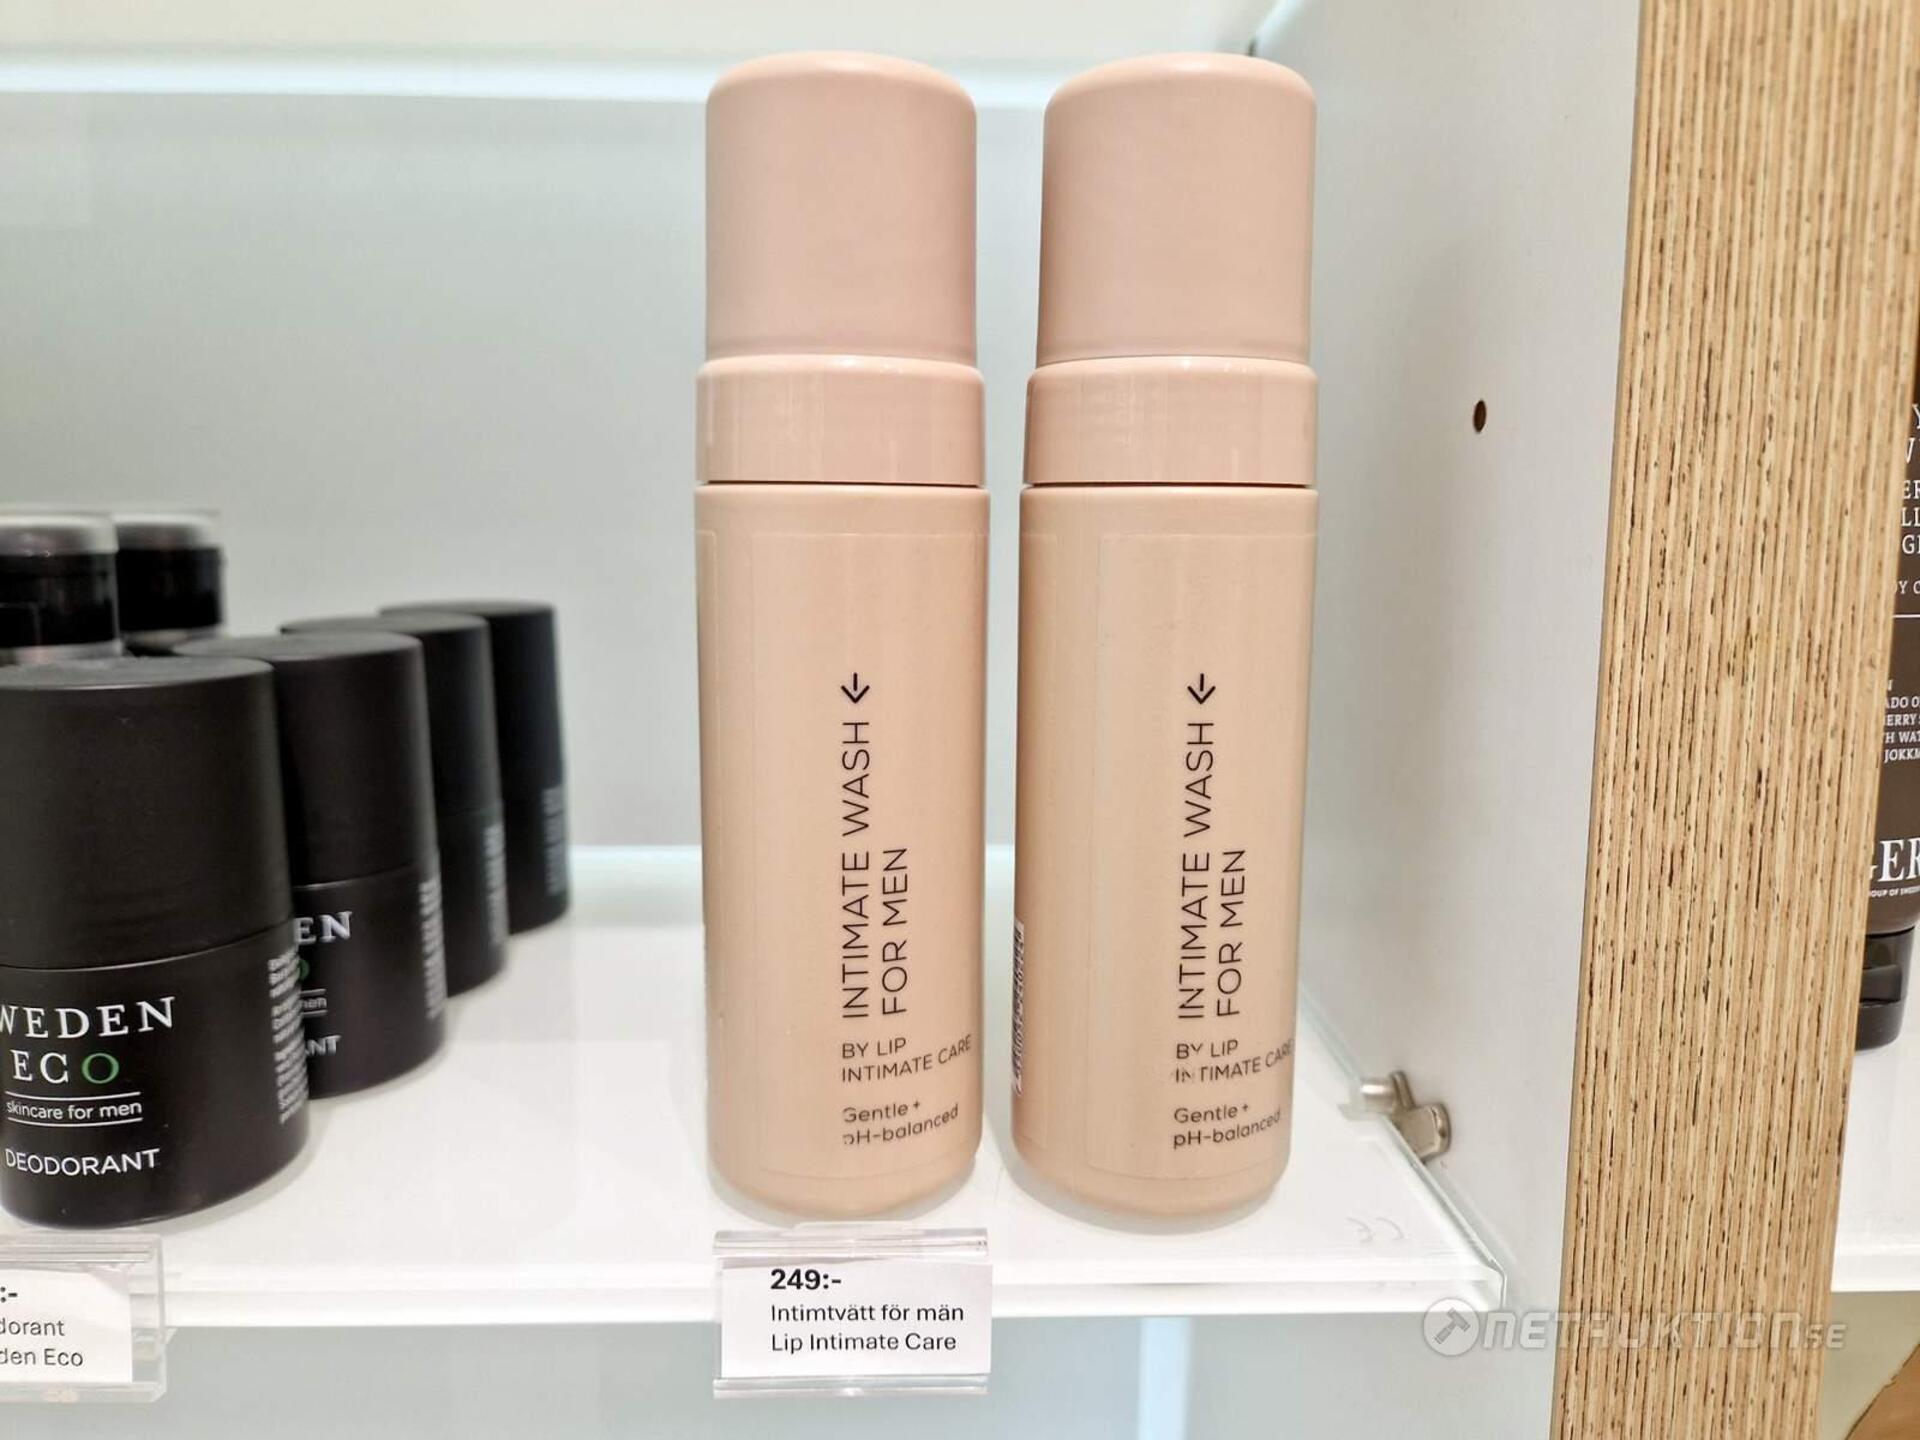 INTIMATE WASH ←
FOR MEN
BY LIP
INTIMATE CARE
Gentle +
pH-balanced
INTIMATE WASH ←
FOR MEN
BY LIP
INTIMATE CARE
Gentle +
pH-balanced
WEDEN
ECO
skincare for men
DEODORANT
EN
249:-
Intimtvätt för män
Lip Intimate Care
:-
dorant
den Eco
NETAUKTION.SE